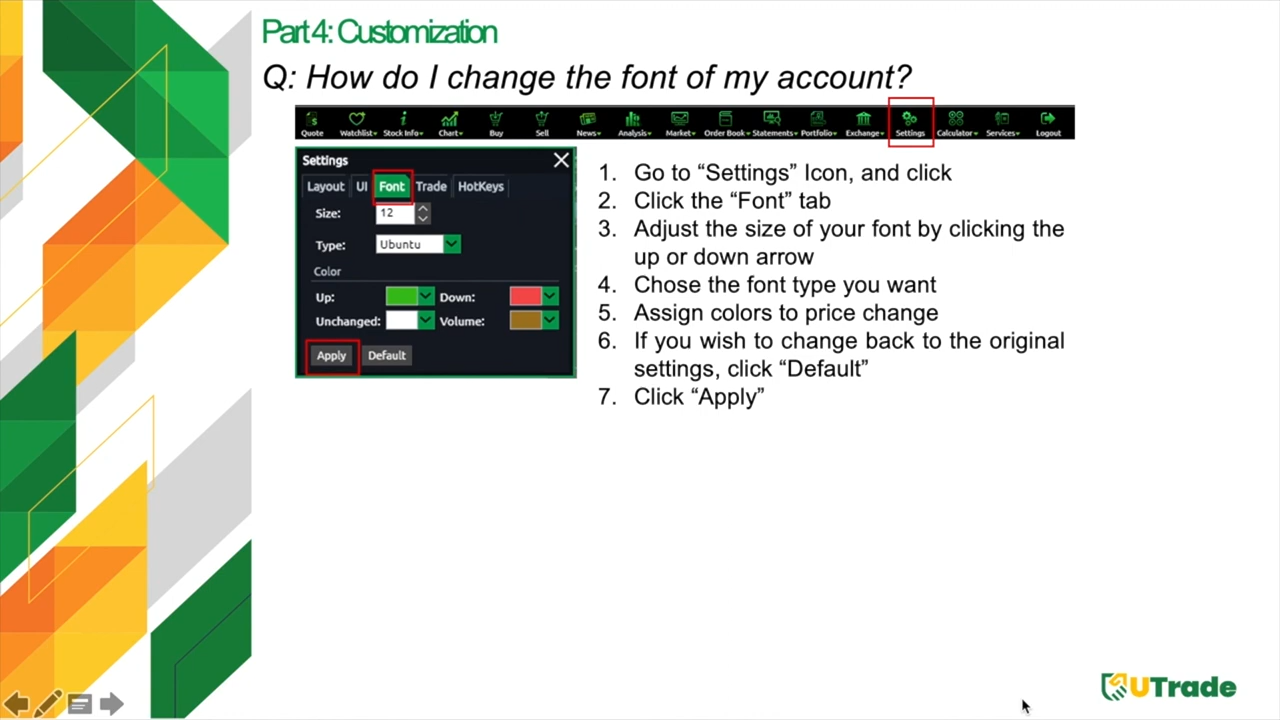 Part 4: Customization
Q: How do I change the font of my account?
Quote Watchlist Stock Info Chart Buy Sell News Analysis Market Order Book Statements Portfolio Exchange Settings Calculator Services Logout
Settings
Layout UI Font Trade HotKeys
Size: 12
Type: Ubuntu
Color
Up: Down:
Unchanged: Volume:
Apply Default
1. Go to “Settings” Icon, and click
2. Click the “Font” tab
3. Adjust the size of your font by clicking the
up or down arrow
4. Chose the font type you want
5. Assign colors to price change
6. If you wish to change back to the original
settings, click “Default”
7. Click “Apply”
UTrade